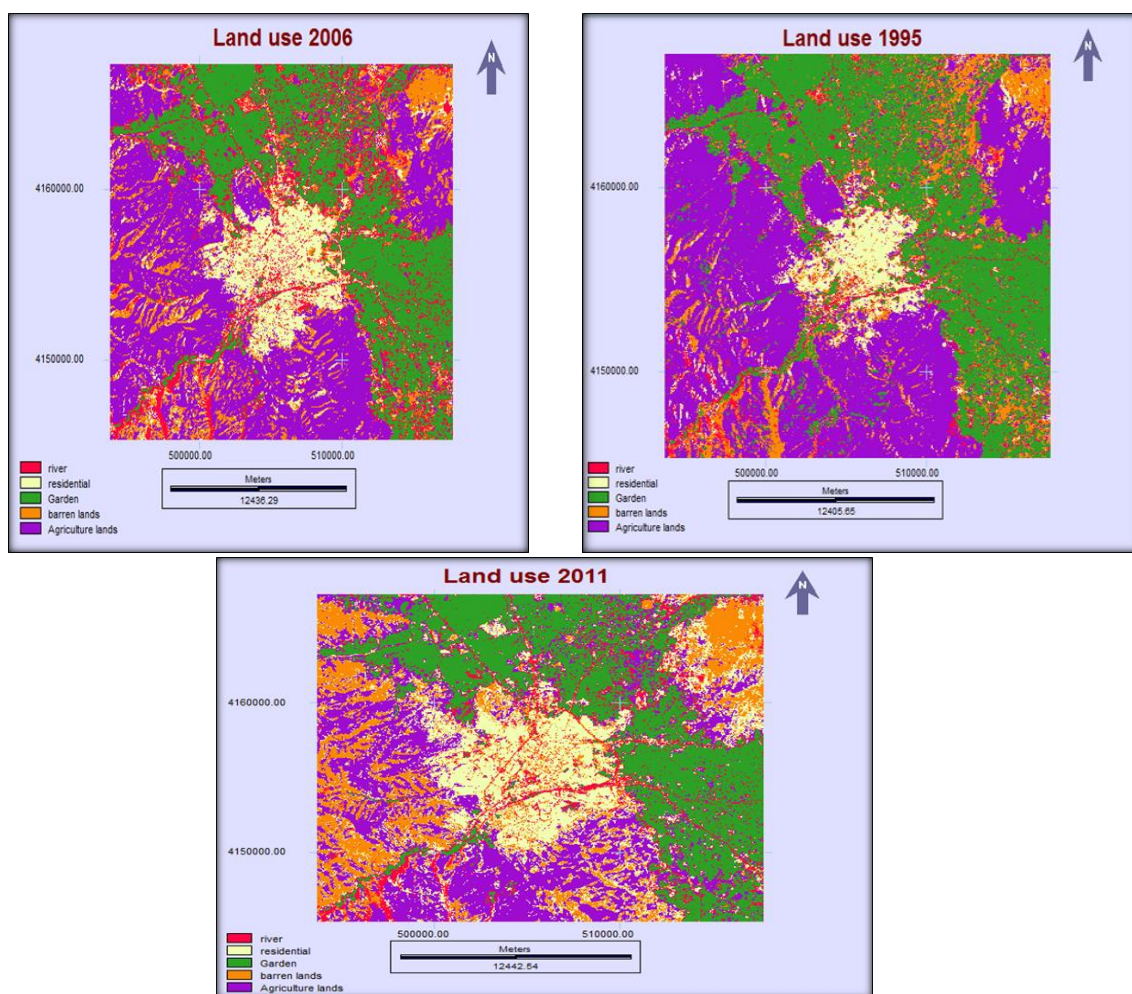 Land use 2006
N
4160000.00
4150000.00
500000.00 510000.00
river
residential
Garden
barren lands
Agriculture lands
Meters
12436.29
Land use 1995
N
4160000.00
4150000.00
500000.00 510000.00
river
residential
Garden
barren lands
Agriculture lands
Meters
12405.65
Land use 2011
N
4160000.00
4150000.00
500000.00 510000.00
river
residential
Garden
barren lands
Agriculture lands
Meters
12442.54